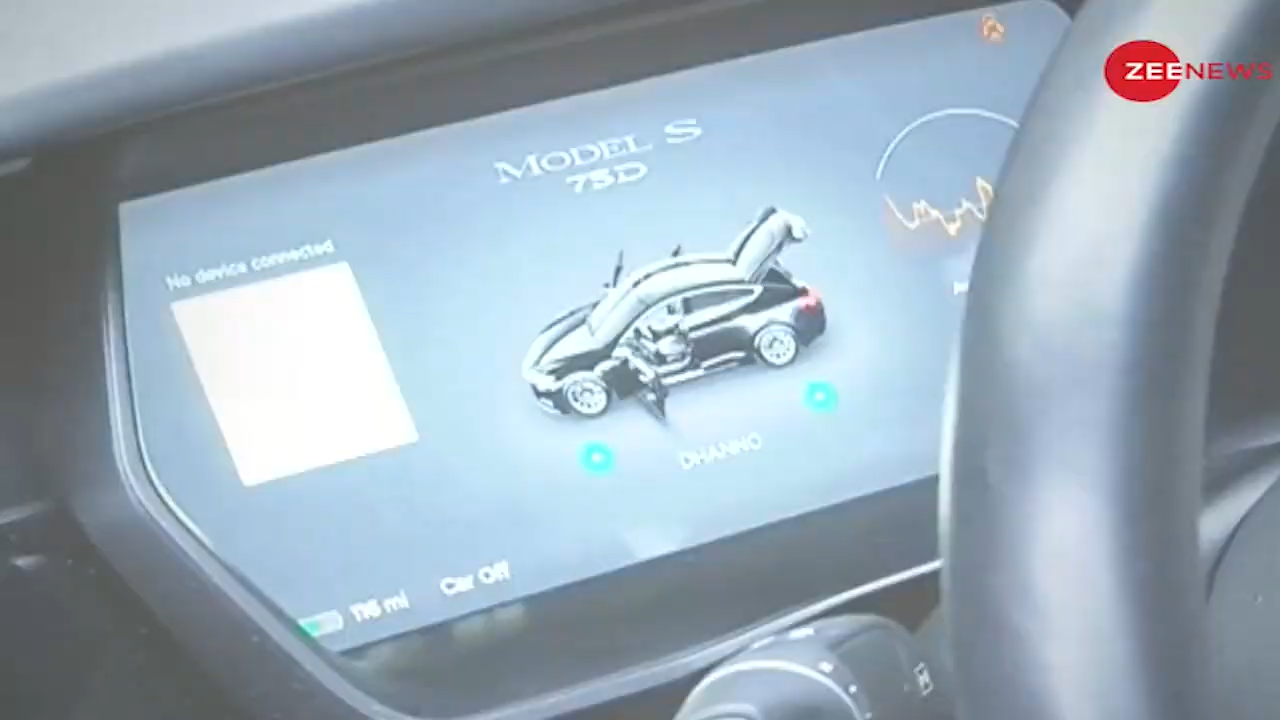 ZEENEWS
MODEL S
75D
No device connected
DHANNO
116 mi
Car Off